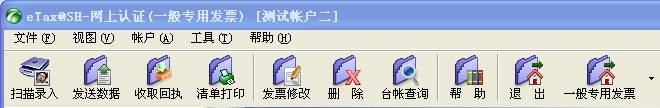 eTax@SH-网上认证(一般专用发票) [测试帐户二]
文件(F) 视图(V) 帐户(A) 工具(T) 帮助(H)
扫描录入 发送数据 收取回执 清单打印 发票修改 删 除 台帐查询 帮 助 退 出 一般专用发票